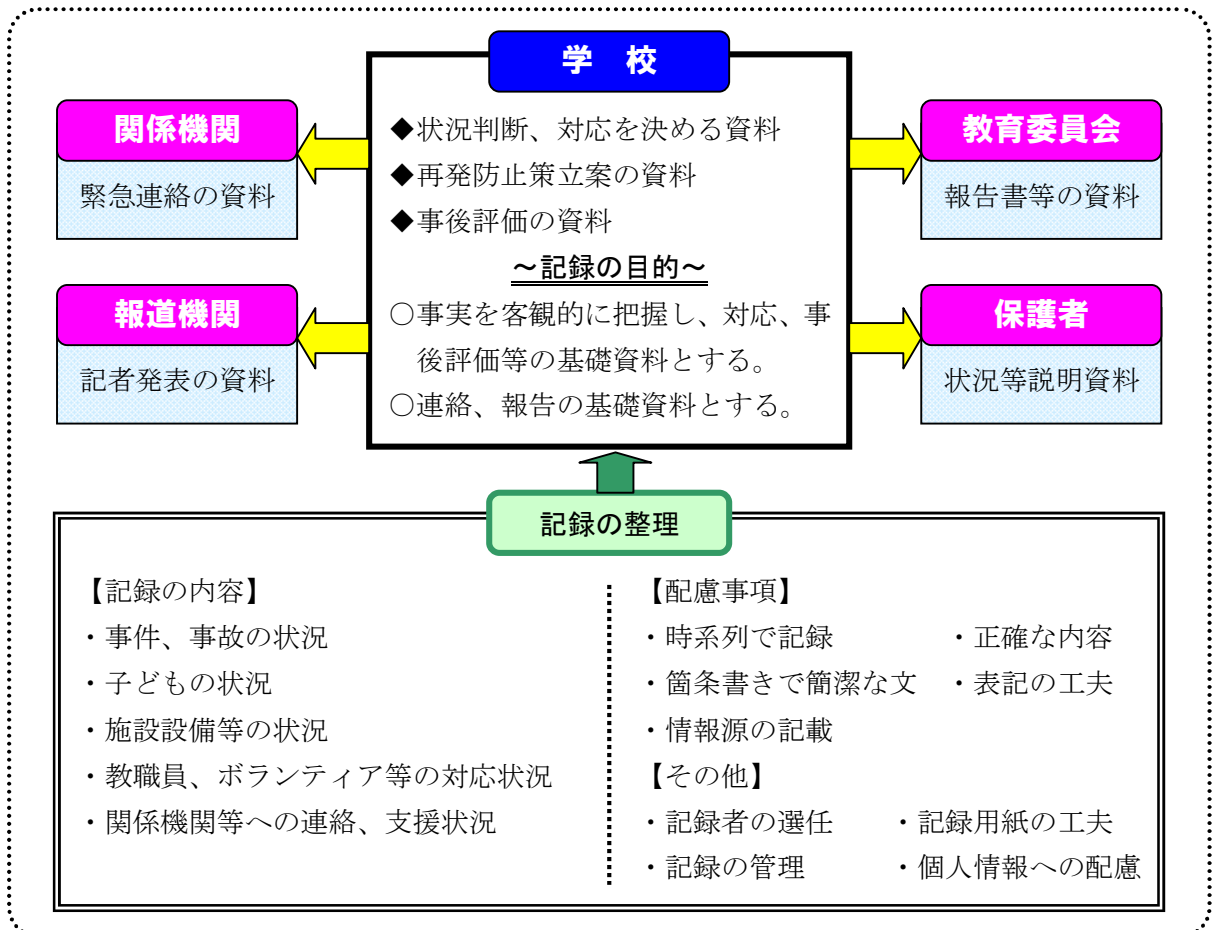 学 校
関係機関
緊急連絡の資料
報道機関
記者発表の資料
◆状況判断、対応を決める資料
◆再発防止策立案の資料
◆事後評価の資料
～記録の目的～
○事実を客観的に把握し、対応、事
後評価等の基礎資料とする。
○連絡、報告の基礎資料とする。
教育委員会
報告書等の資料
保護者
状況等説明資料
記録の整理
【記録の内容】
・事件、事故の状況
・子どもの状況
・施設設備等の状況
・教職員、ボランティア等の対応状況
・関係機関等への連絡、支援状況
【配慮事項】
・時系列で記録 ・正確な内容
・箇条書きで簡潔な文 ・表記の工夫
・情報源の記載
【その他】
・記録者の選任 ・記録用紙の工夫
・記録の管理 ・個人情報への配慮